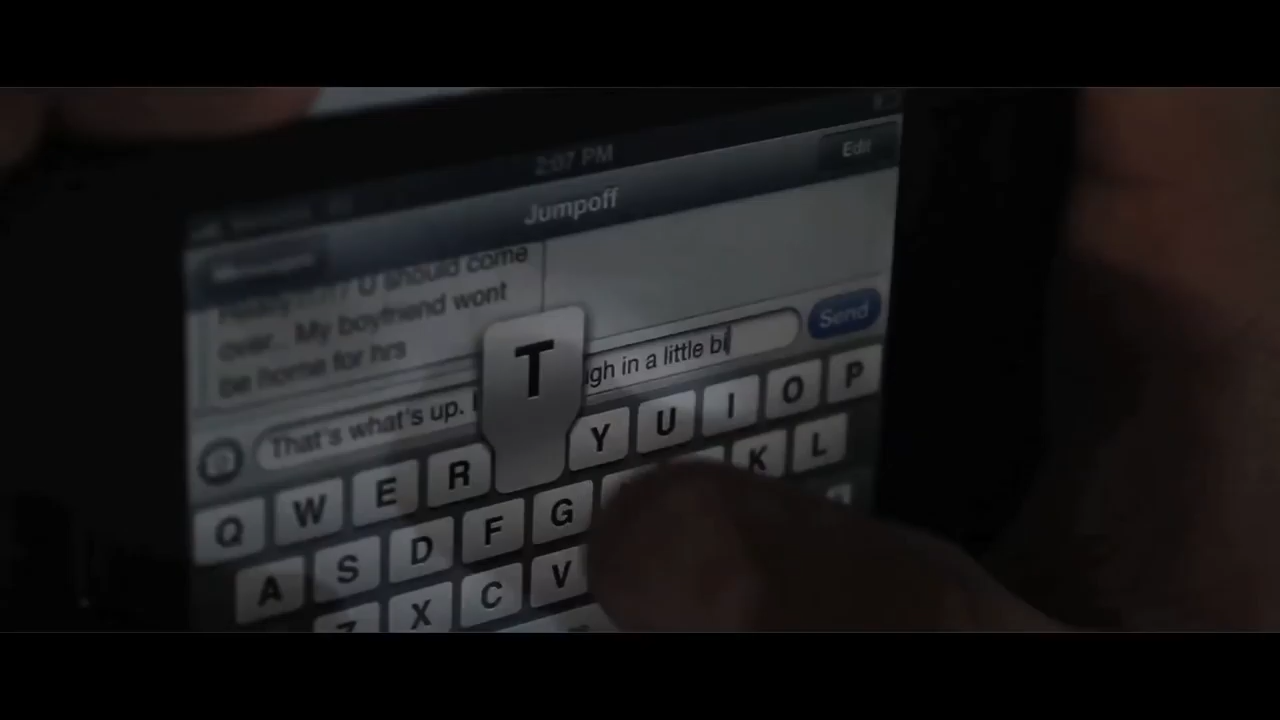 2:07 PM
Jumpoff
Edit
U should come
over... My boyfriend wont
be home for hrs
That's what's up. I
gh in a little bi
Send
T
Q W E R Y U I O P
A S D F G K L
Z X C V